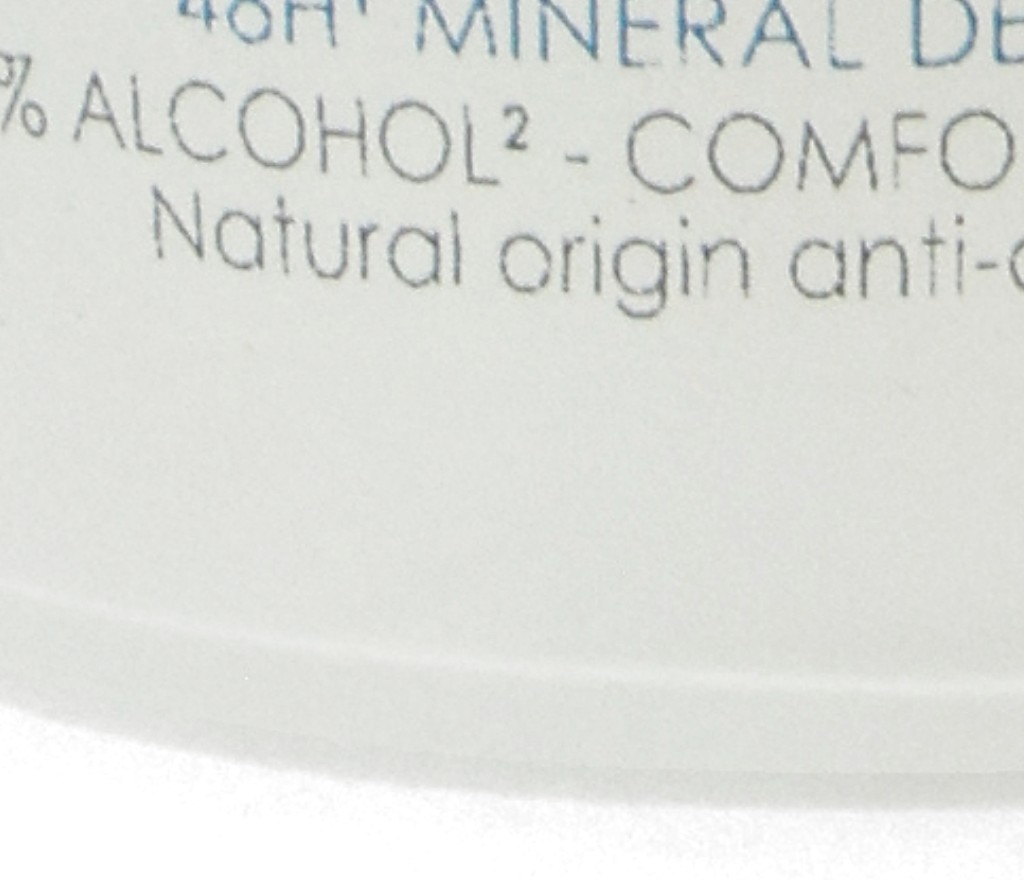 48H¹ MINERAL DE
% ALCOHOL² - COMFO
Natural origin anti-